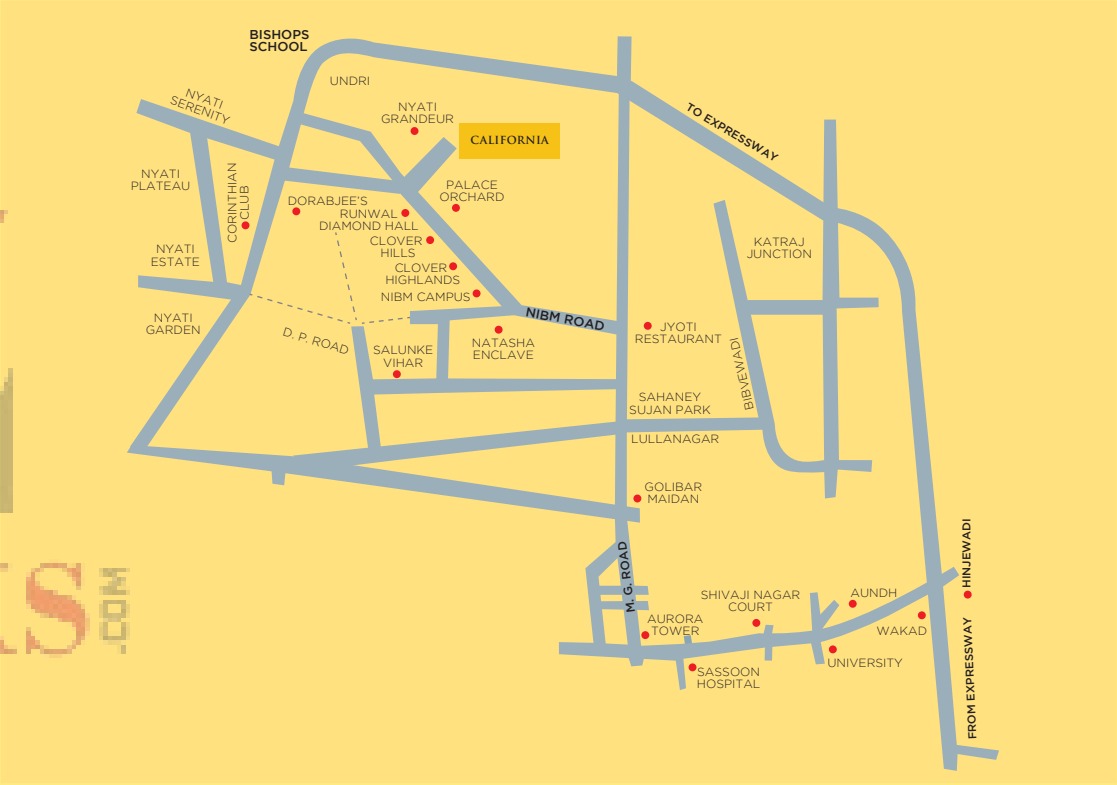 BISHOPS
SCHOOL
UNDRI
NYATI
SERENITY
NYATI
GRANDEUR
CALIFORNIA
TO EXPRESSWAY
NYATI
PLATEAU
CORINTHIAN
CLUB
DORABJEE'S
PALACE
ORCHARD
RUNWAL
DIAMOND HALL
CLOVER
HILLS
KATRAJ
JUNCTION
NYATI
ESTATE
CLOVER
HIGHLANDS
NIBM CAMPUS
NYATI
GARDEN
NIBM ROAD
D. P. ROAD
JYOTI
RESTAURANT
SALUNKE
VIHAR
NATASHA
ENCLAVE
BIBVEWADI
SAHANEY
SUJAN PARK
LULLANAGAR
GOLIBAR
MAIDAN
M. G. ROAD
HINJEWADI
SHIVAJI NAGAR
COURT
AUNDH
AURORA
TOWER
WAKAD
UNIVERSITY
SASSOON
HOSPITAL
FROM EXPRESSWAY